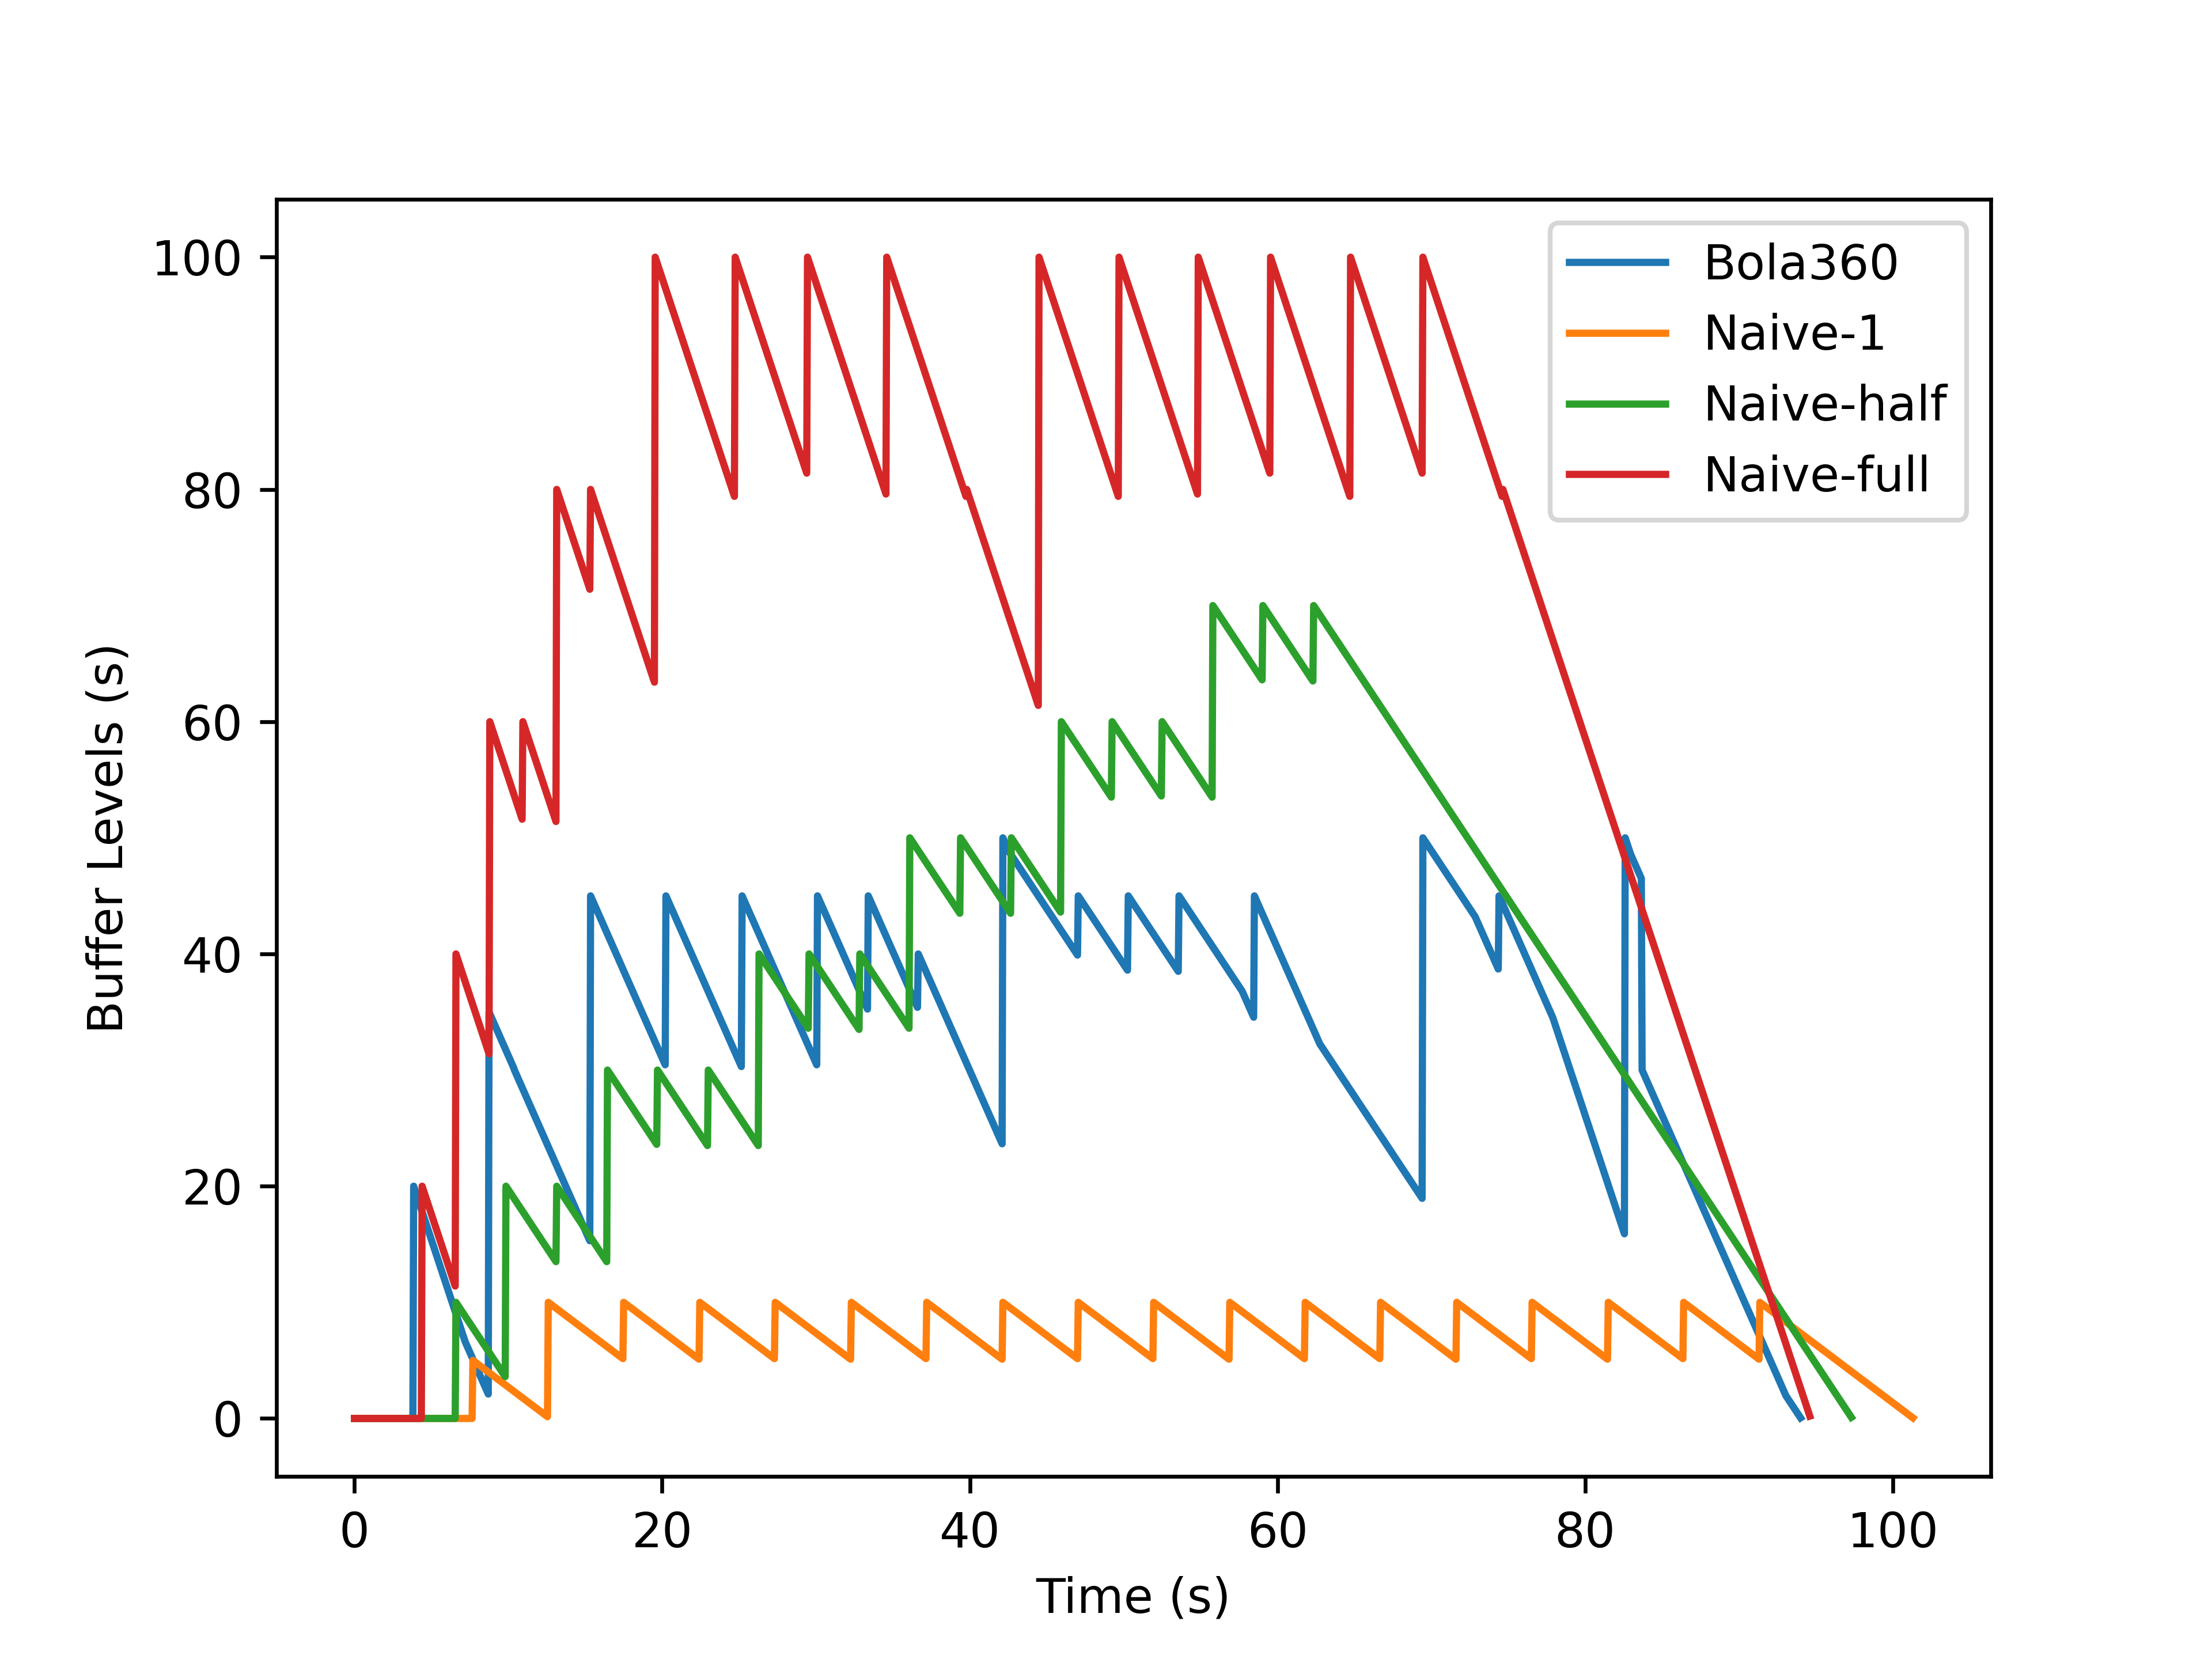 Bola360
Naive-1
Naive-half
Naive-full
100
80
60
40
20
0
Buffer Levels (s)
0 20 40 60 80 100
Time (s)